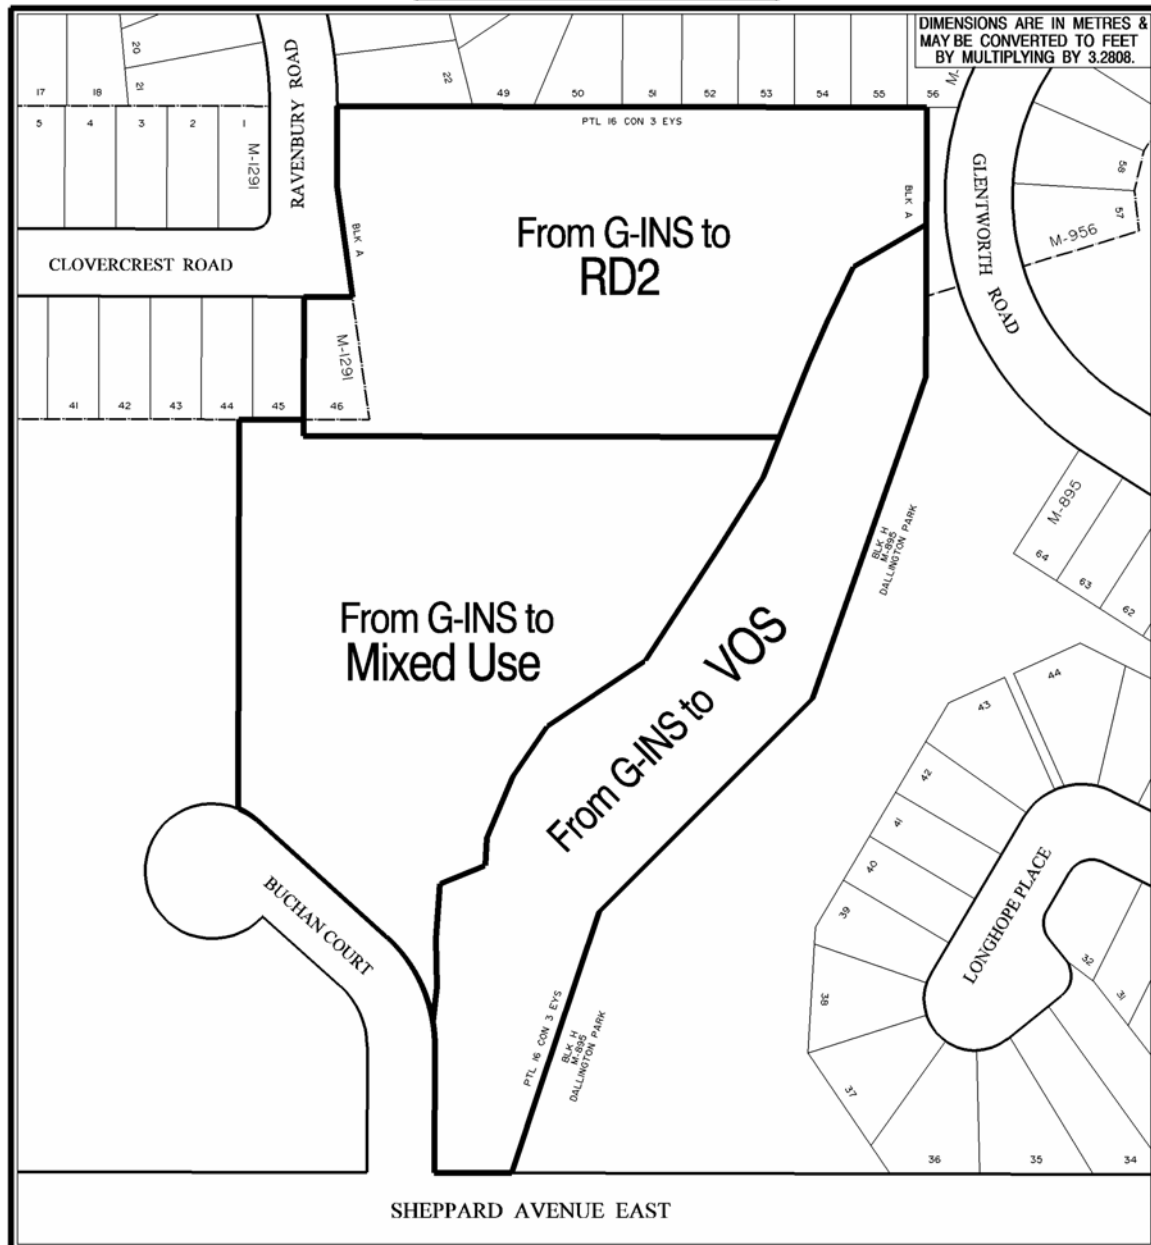 DIMENSIONS ARE IN METRES &
MAY BE CONVERTED TO FEET
BY MULTIPLYING BY 3.2808.
20
21
22
17
18
49
50
51
52
53
54
55
56
M-
5
4
3
2
1
M-1291
RAVENBURY ROAD
PTL 16 CON 3 EYS
BLK A
GLENTWORTH ROAD
58
57
M-956
From G-INS to
RD2
BLK A
CLOVERCREST ROAD
M-1291
41
42
43
44
45
46
BLK H
M-895
DALLINGTON PARK
M-895
64
63
62
From G-INS to
Mixed Use
From G-INS to VOS
44
43
42
41
40
39
38
37
36
35
34
32
31
LONGHOPE PLACE
BUCHAN COURT
PTL 16 CON 3 EYS
BLK H
M-895
DALLINGTON PARK
SHEPPARD AVENUE EAST